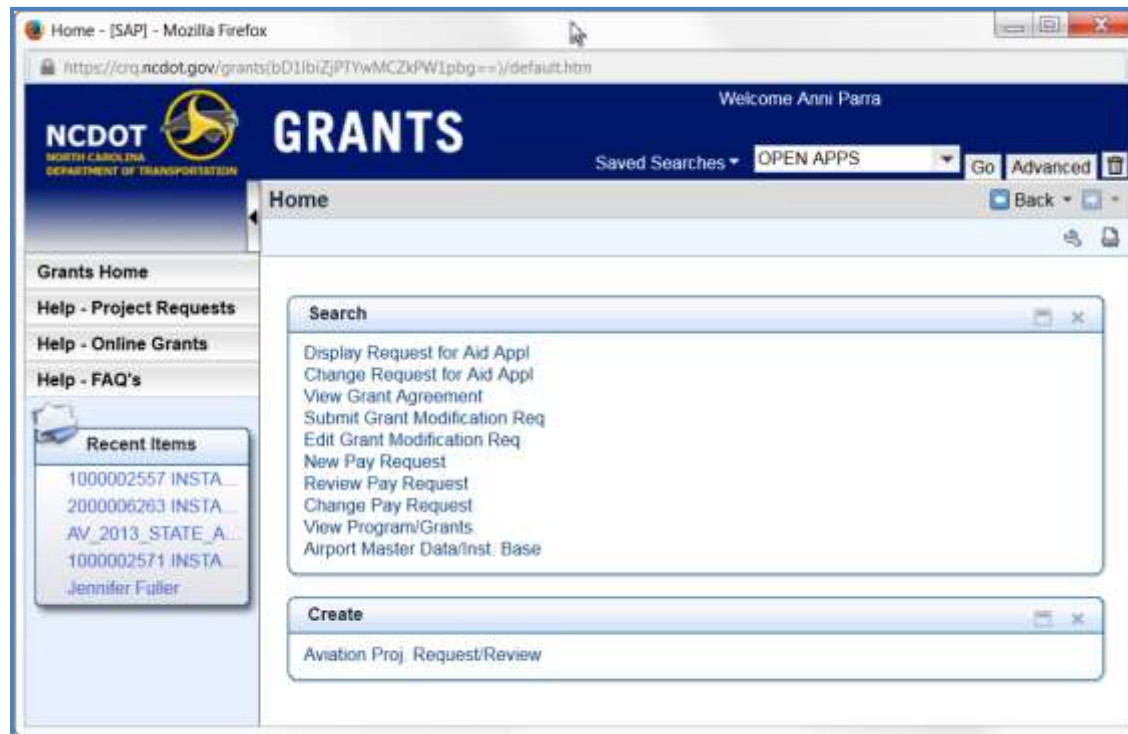 Home - [SAP] - Mozilla Firefox
https://crq.ncdot.gov/grants(bD1lbiZjPTYwMCZkPW1pbg==)/default.htm
NCDOT
NORTH CAROLINA
DEPARTMENT OF TRANSPORTATION
GRANTS
Welcome Anni Parra
Saved Searches OPEN APPS Go Advanced
Home Back
Grants Home
Help - Project Requests
Help - Online Grants
Help - FAQ's
Recent Items
1000002557 INSTA...
2000006263 INSTA...
AV_2013_STATE_A...
1000002571 INSTA...
Jennifer Fuller
Search
Display Request for Aid Appl
Change Request for Aid Appl
View Grant Agreement
Submit Grant Modification Req
Edit Grant Modification Req
New Pay Request
Review Pay Request
Change Pay Request
View Program/Grants
Airport Master Data/Inst. Base
Create
Aviation Proj. Request/Review